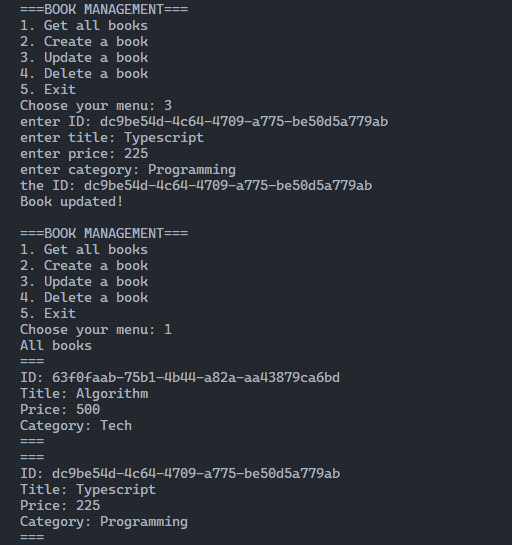 ===BOOK MANAGEMENT===
1. Get all books
2. Create a book
3. Update a book
4. Delete a book
5. Exit
Choose your menu: 3
enter ID: dc9be54d-4c64-4709-a775-be50d5a779ab
enter title: Typescript
enter price: 225
enter category: Programming
the ID: dc9be54d-4c64-4709-a775-be50d5a779ab
Book updated!

===BOOK MANAGEMENT===
1. Get all books
2. Create a book
3. Update a book
4. Delete a book
5. Exit
Choose your menu: 1
All books
===
ID: 63f0faab-75b1-4b44-a82a-aa43879ca6bd
Title: Algorithm
Price: 500
Category: Tech
===
===
ID: dc9be54d-4c64-4709-a775-be50d5a779ab
Title: Typescript
Price: 225
Category: Programming
===